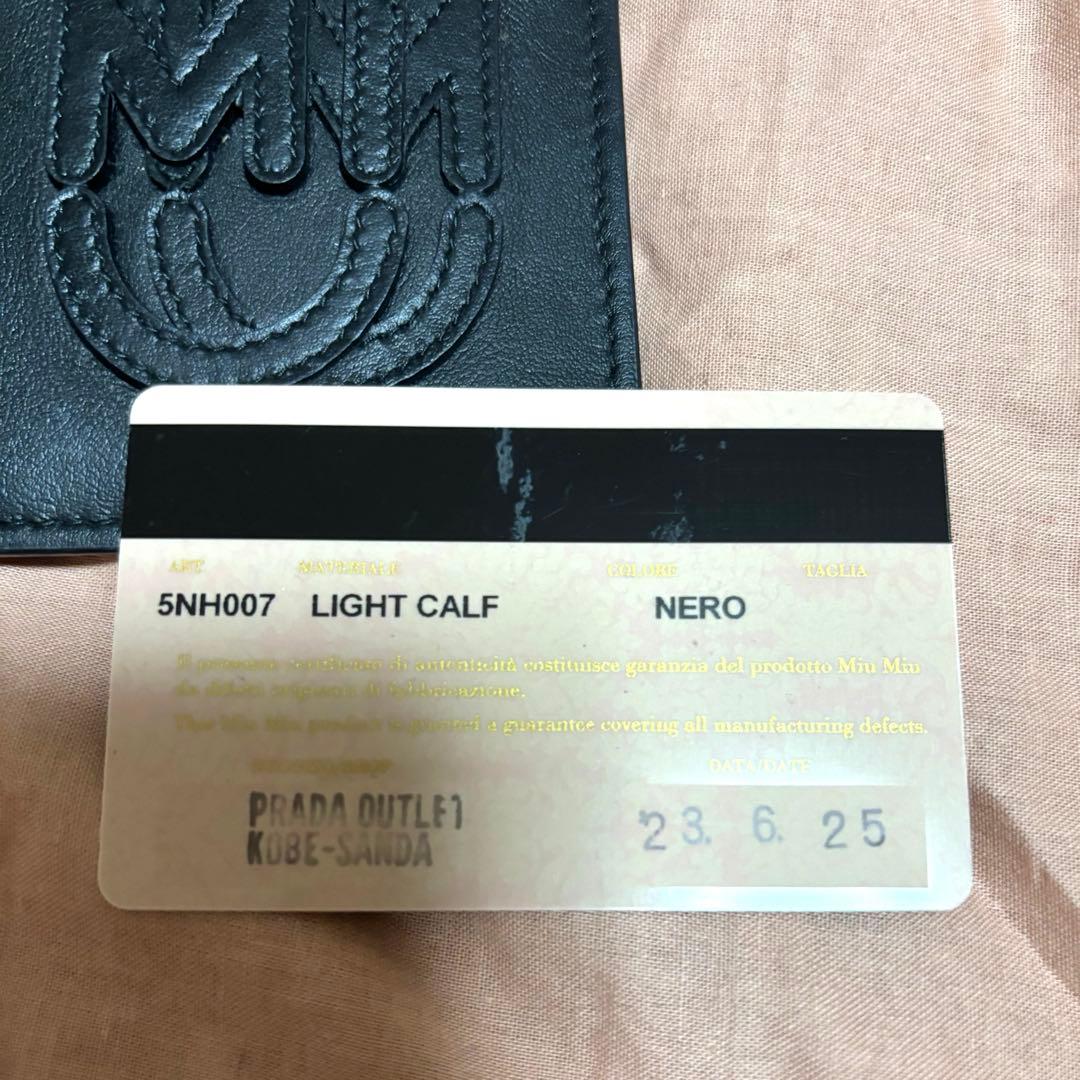 ART MATERIALE COLORE TAGLIA
5NH007 LIGHT CALF NERO
Il presente certificato di autenticità costituisce garanzia del prodotto Miu Miu
da difetti originari di fabbricazione.
This Miu Miu product is granted a guarantee covering all manufacturing defects.
DATA/DATE
PRADA OUTLET
KOBE-SANDA
'23. 6. 25